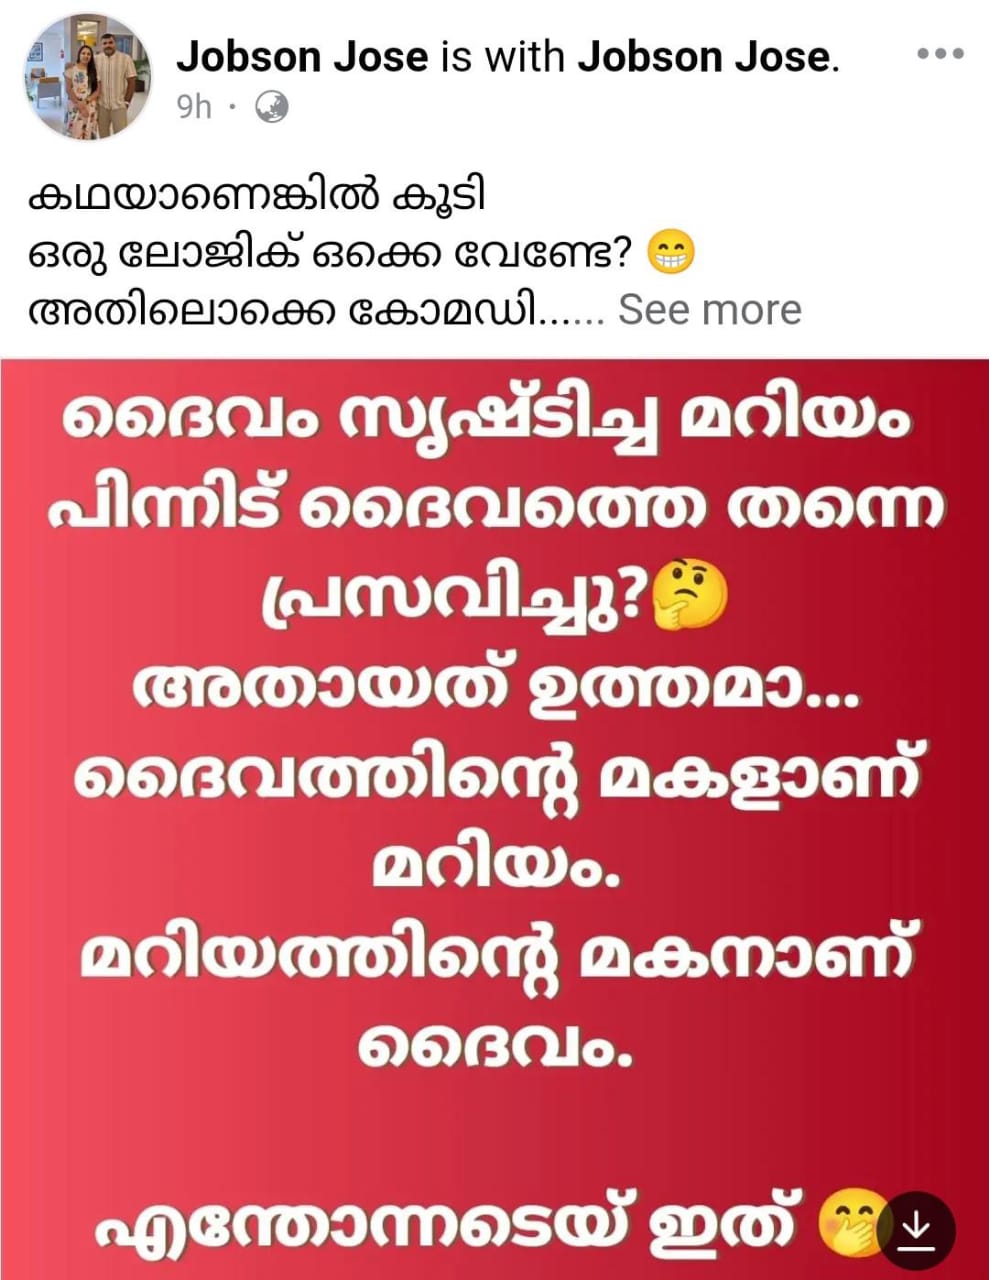 Jobson Jose is with Jobson Jose.
9h ·
കഥയാണെങ്കിൽ കൂടി
ഒരു ലോജിക് ഒക്കെ വേണ്ടേ? 😁
അതിലൊക്കെ കോമഡി...... See more
ദൈവം സൃഷ്ടിച്ച മറിയം
പിന്നിട് ദൈവത്തെ തന്നെ
പ്രസവിച്ചു?🤔
അതായത് ഉത്തമാ...
ദൈവത്തിന്റെ മകളാണ്
മറിയം.
മറിയത്തിന്റെ മകനാണ്
ദൈവം.
എന്തോന്നടെയ് ഇത് 🤭